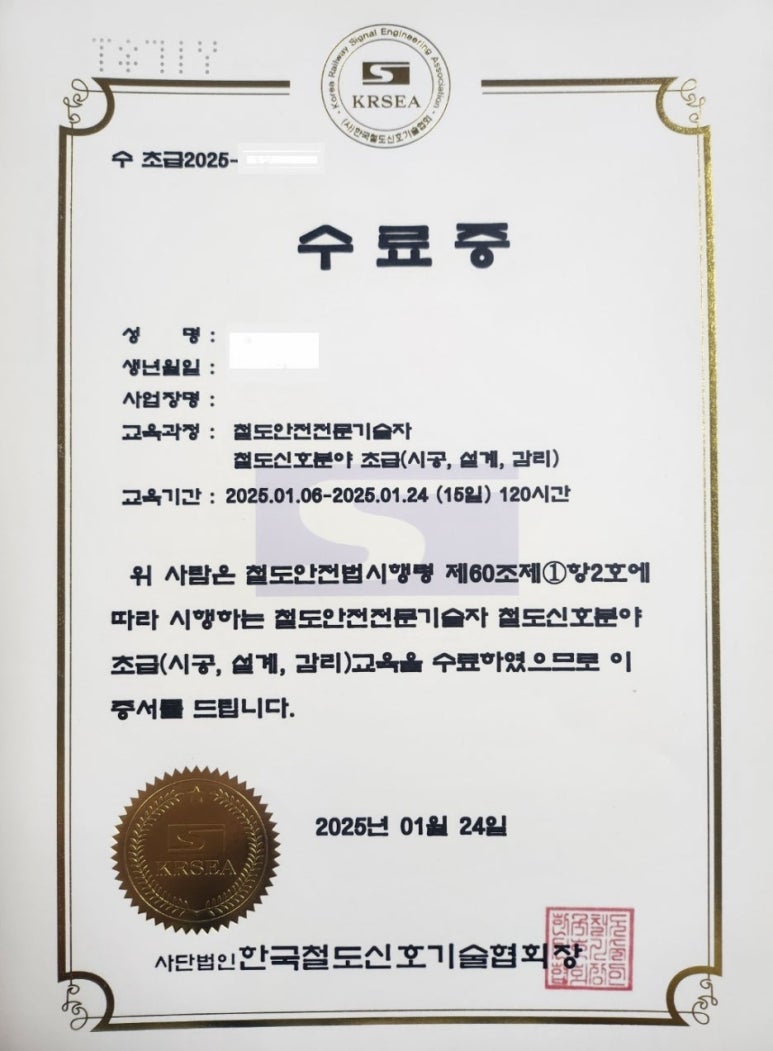 Korea Railway Signal Engineering Association
KRSEA
(사)한국철도신호기술협회
수 초급2025-
수료증
성 명 :
생년월일 :
사업장명 :
교육과정 : 철도안전전문기술자
철도신호분야 초급(시공, 설계, 감리)
교육기간 : 2025.01.06-2025.01.24 (15일) 120시간
위 사람은 철도안전법시행령 제60조제①항2호에
따라 시행하는 철도안전전문기술자 철도신호분야
초급(시공, 설계, 감리)교육을 수료하였으므로 이
증서를 드립니다.
2025년 01월 24일
KRSEA
사단법인한국철도신호기술협회장